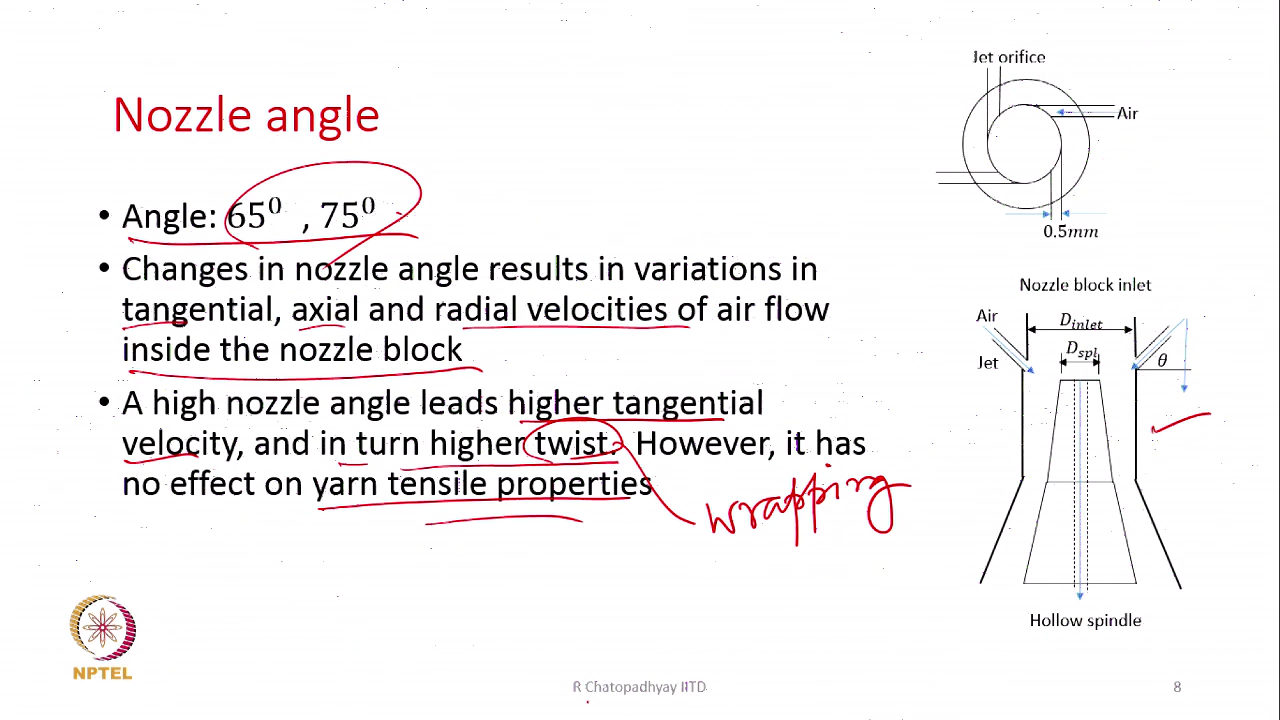 Nozzle angle
• Angle: 65⁰ , 75⁰
• Changes in nozzle angle results in variations in
tangential, axial and radial velocities of air flow
inside the nozzle block
• A high nozzle angle leads higher tangential
velocity, and in turn higher twist. However, it has
no effect on yarn tensile properties
wrapping
Jet orifice
Air
0.5mm
Nozzle block inlet
Air
D_inlet
D_spl
Jet
θ
Hollow spindle
NPTEL
R Chatopadhyay IITD
8